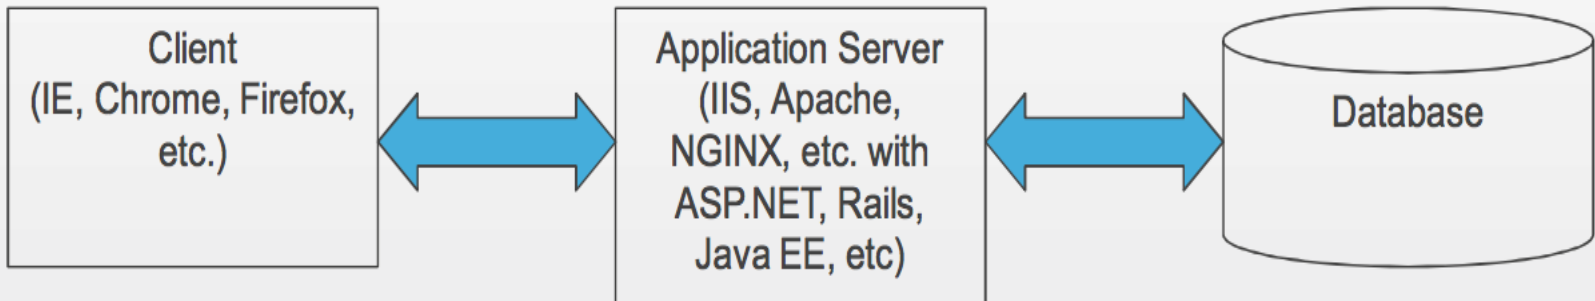 Client
(IE, Chrome, Firefox,
etc.)
Application Server
(IIS, Apache,
NGINX, etc. with
ASP.NET, Rails,
Java EE, etc)
Database